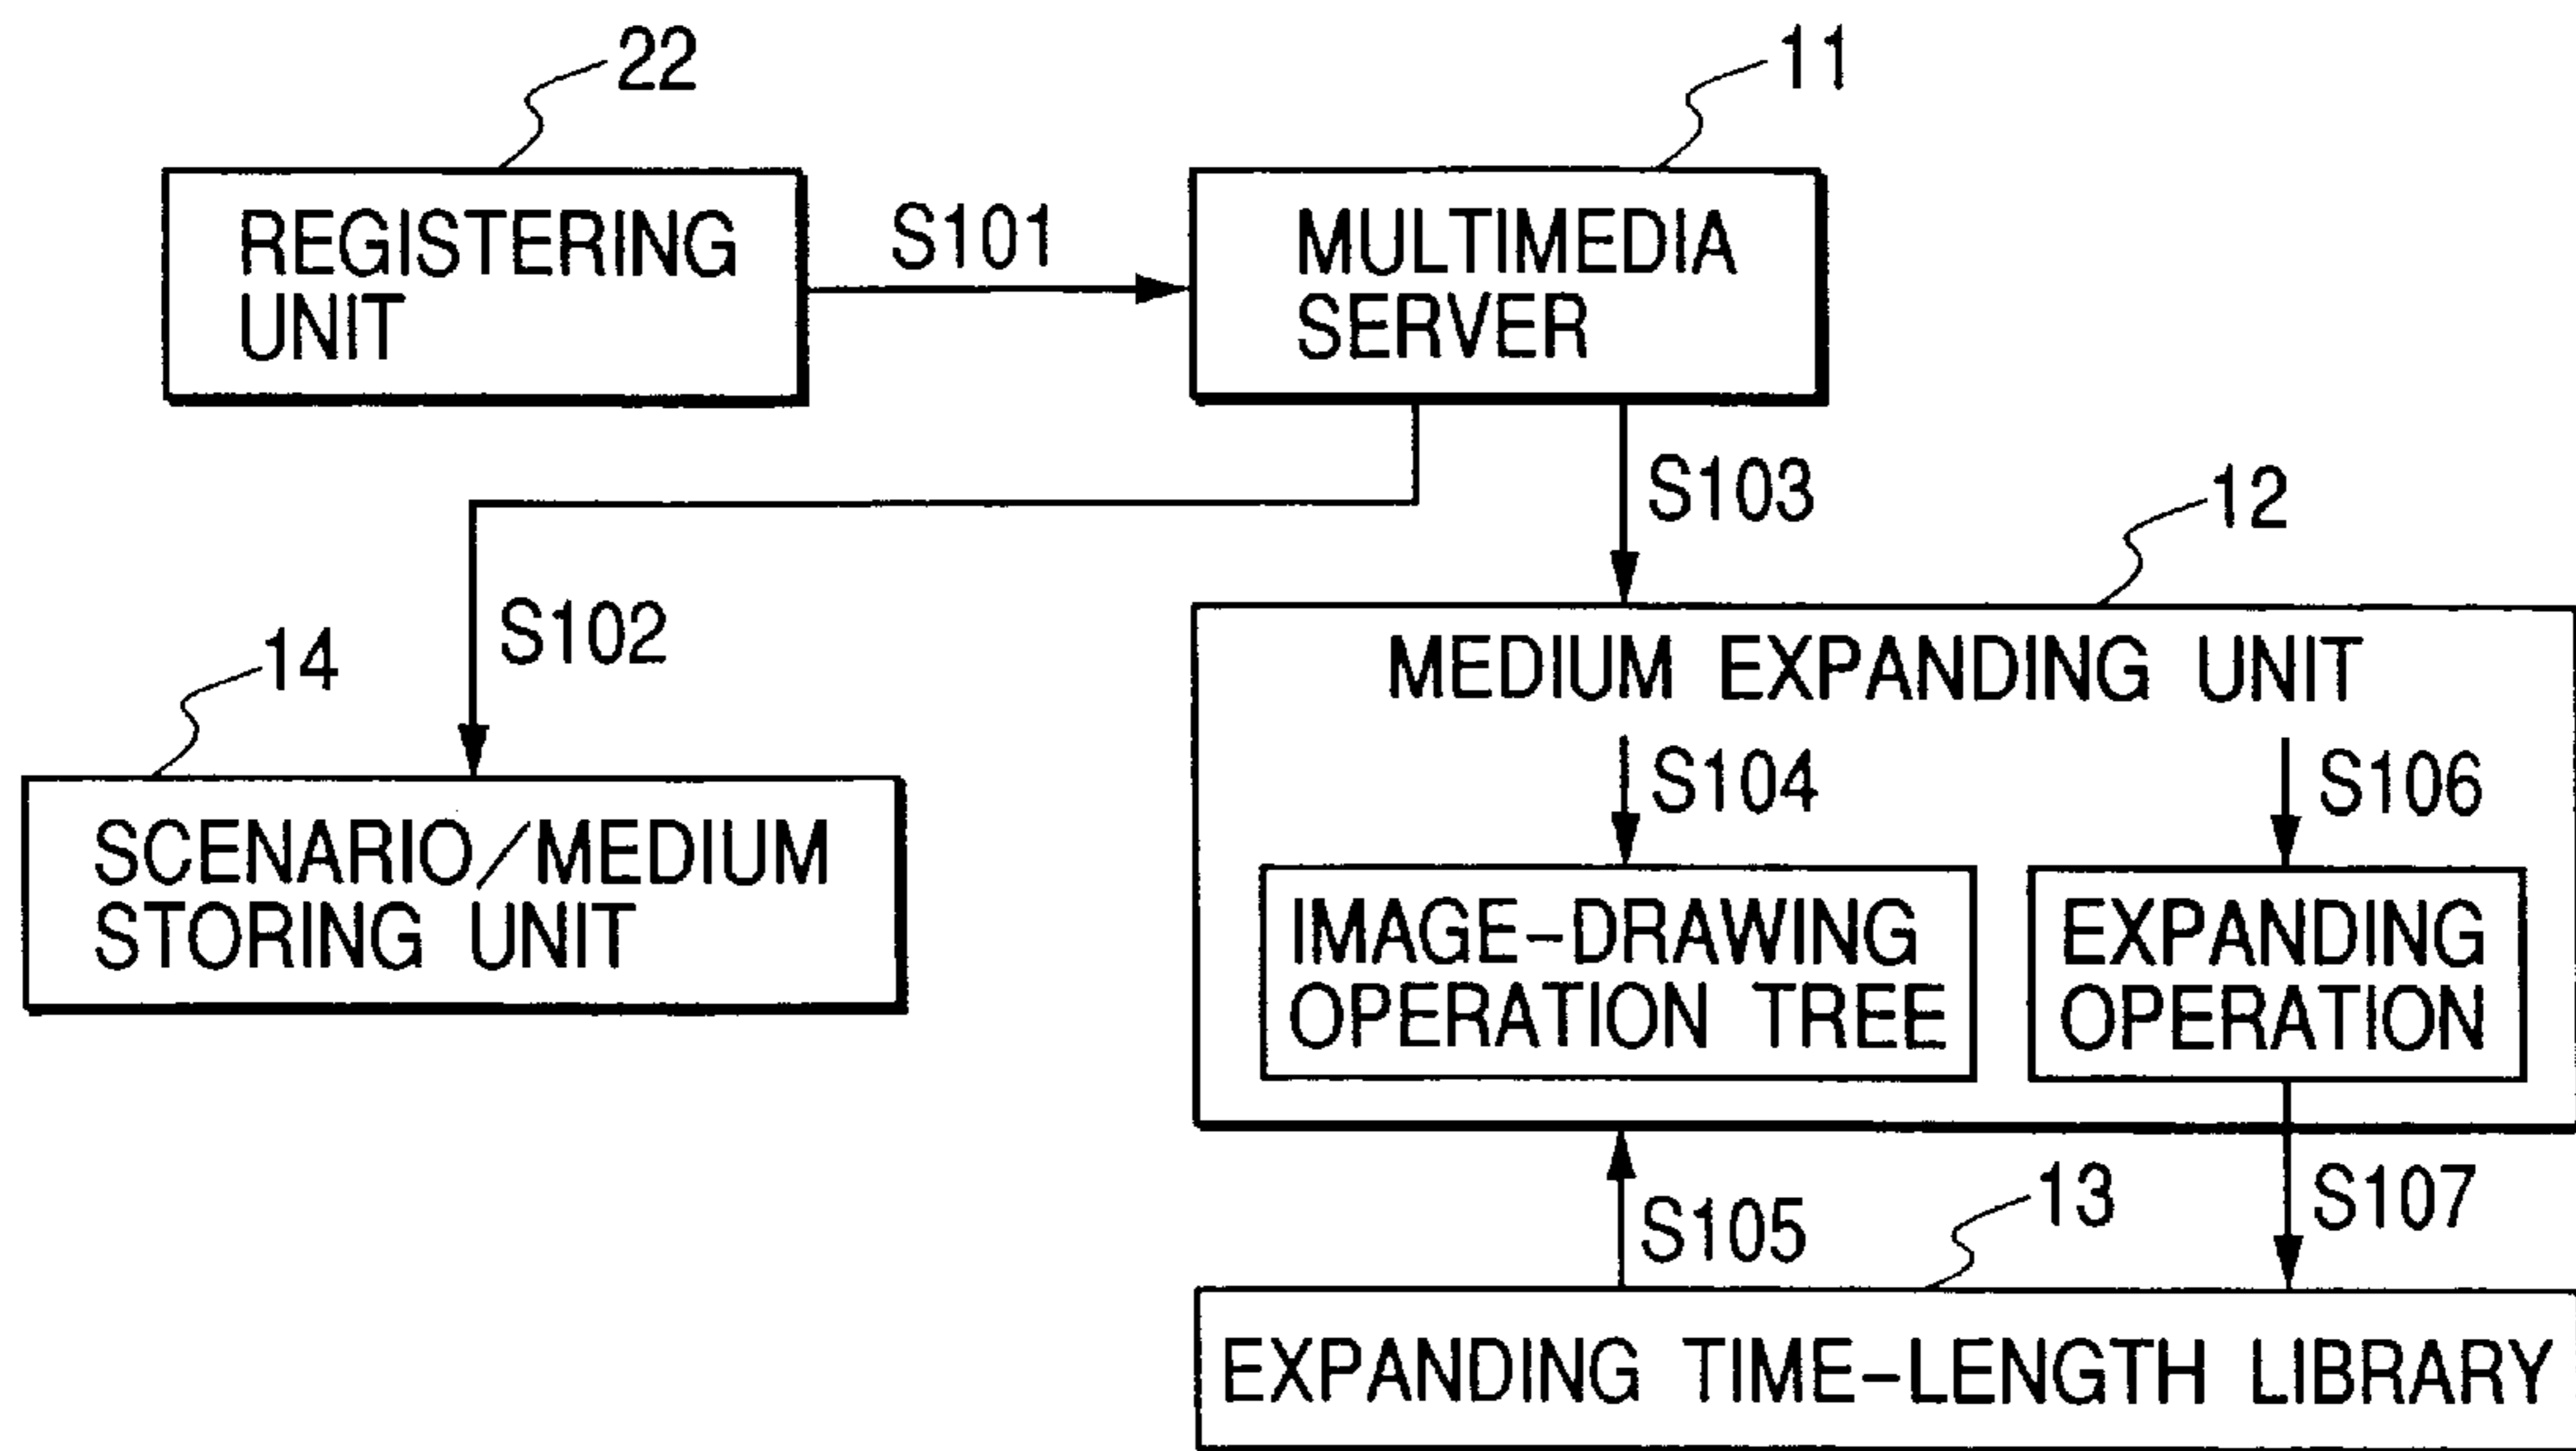 22
11
REGISTERING
UNIT
S101
MULTIMEDIA
SERVER
S103
12
S102
14
MEDIUM EXPANDING UNIT
S104
S106
SCENARIO/MEDIUM
STORING UNIT
IMAGE-DRAWING
OPERATION TREE
EXPANDING
OPERATION
S105
13
S107
EXPANDING TIME-LENGTH LIBRARY